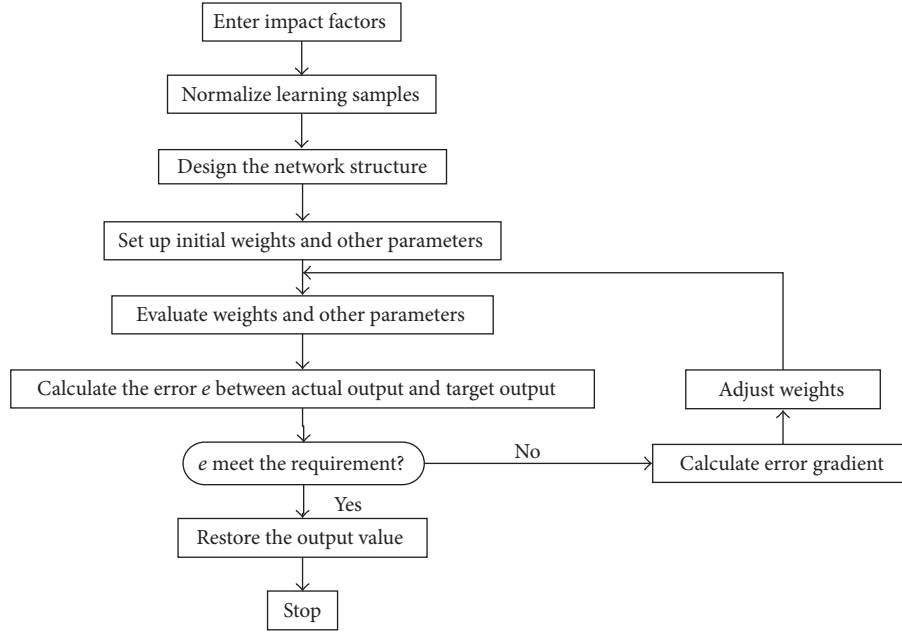 Enter impact factors
Normalize learning samples
Design the network structure
Set up initial weights and other parameters
Evaluate weights and other parameters
Calculate the error e between actual output and target output
Adjust weights
e meet the requirement?
No
Calculate error gradient
Yes
Restore the output value
Stop